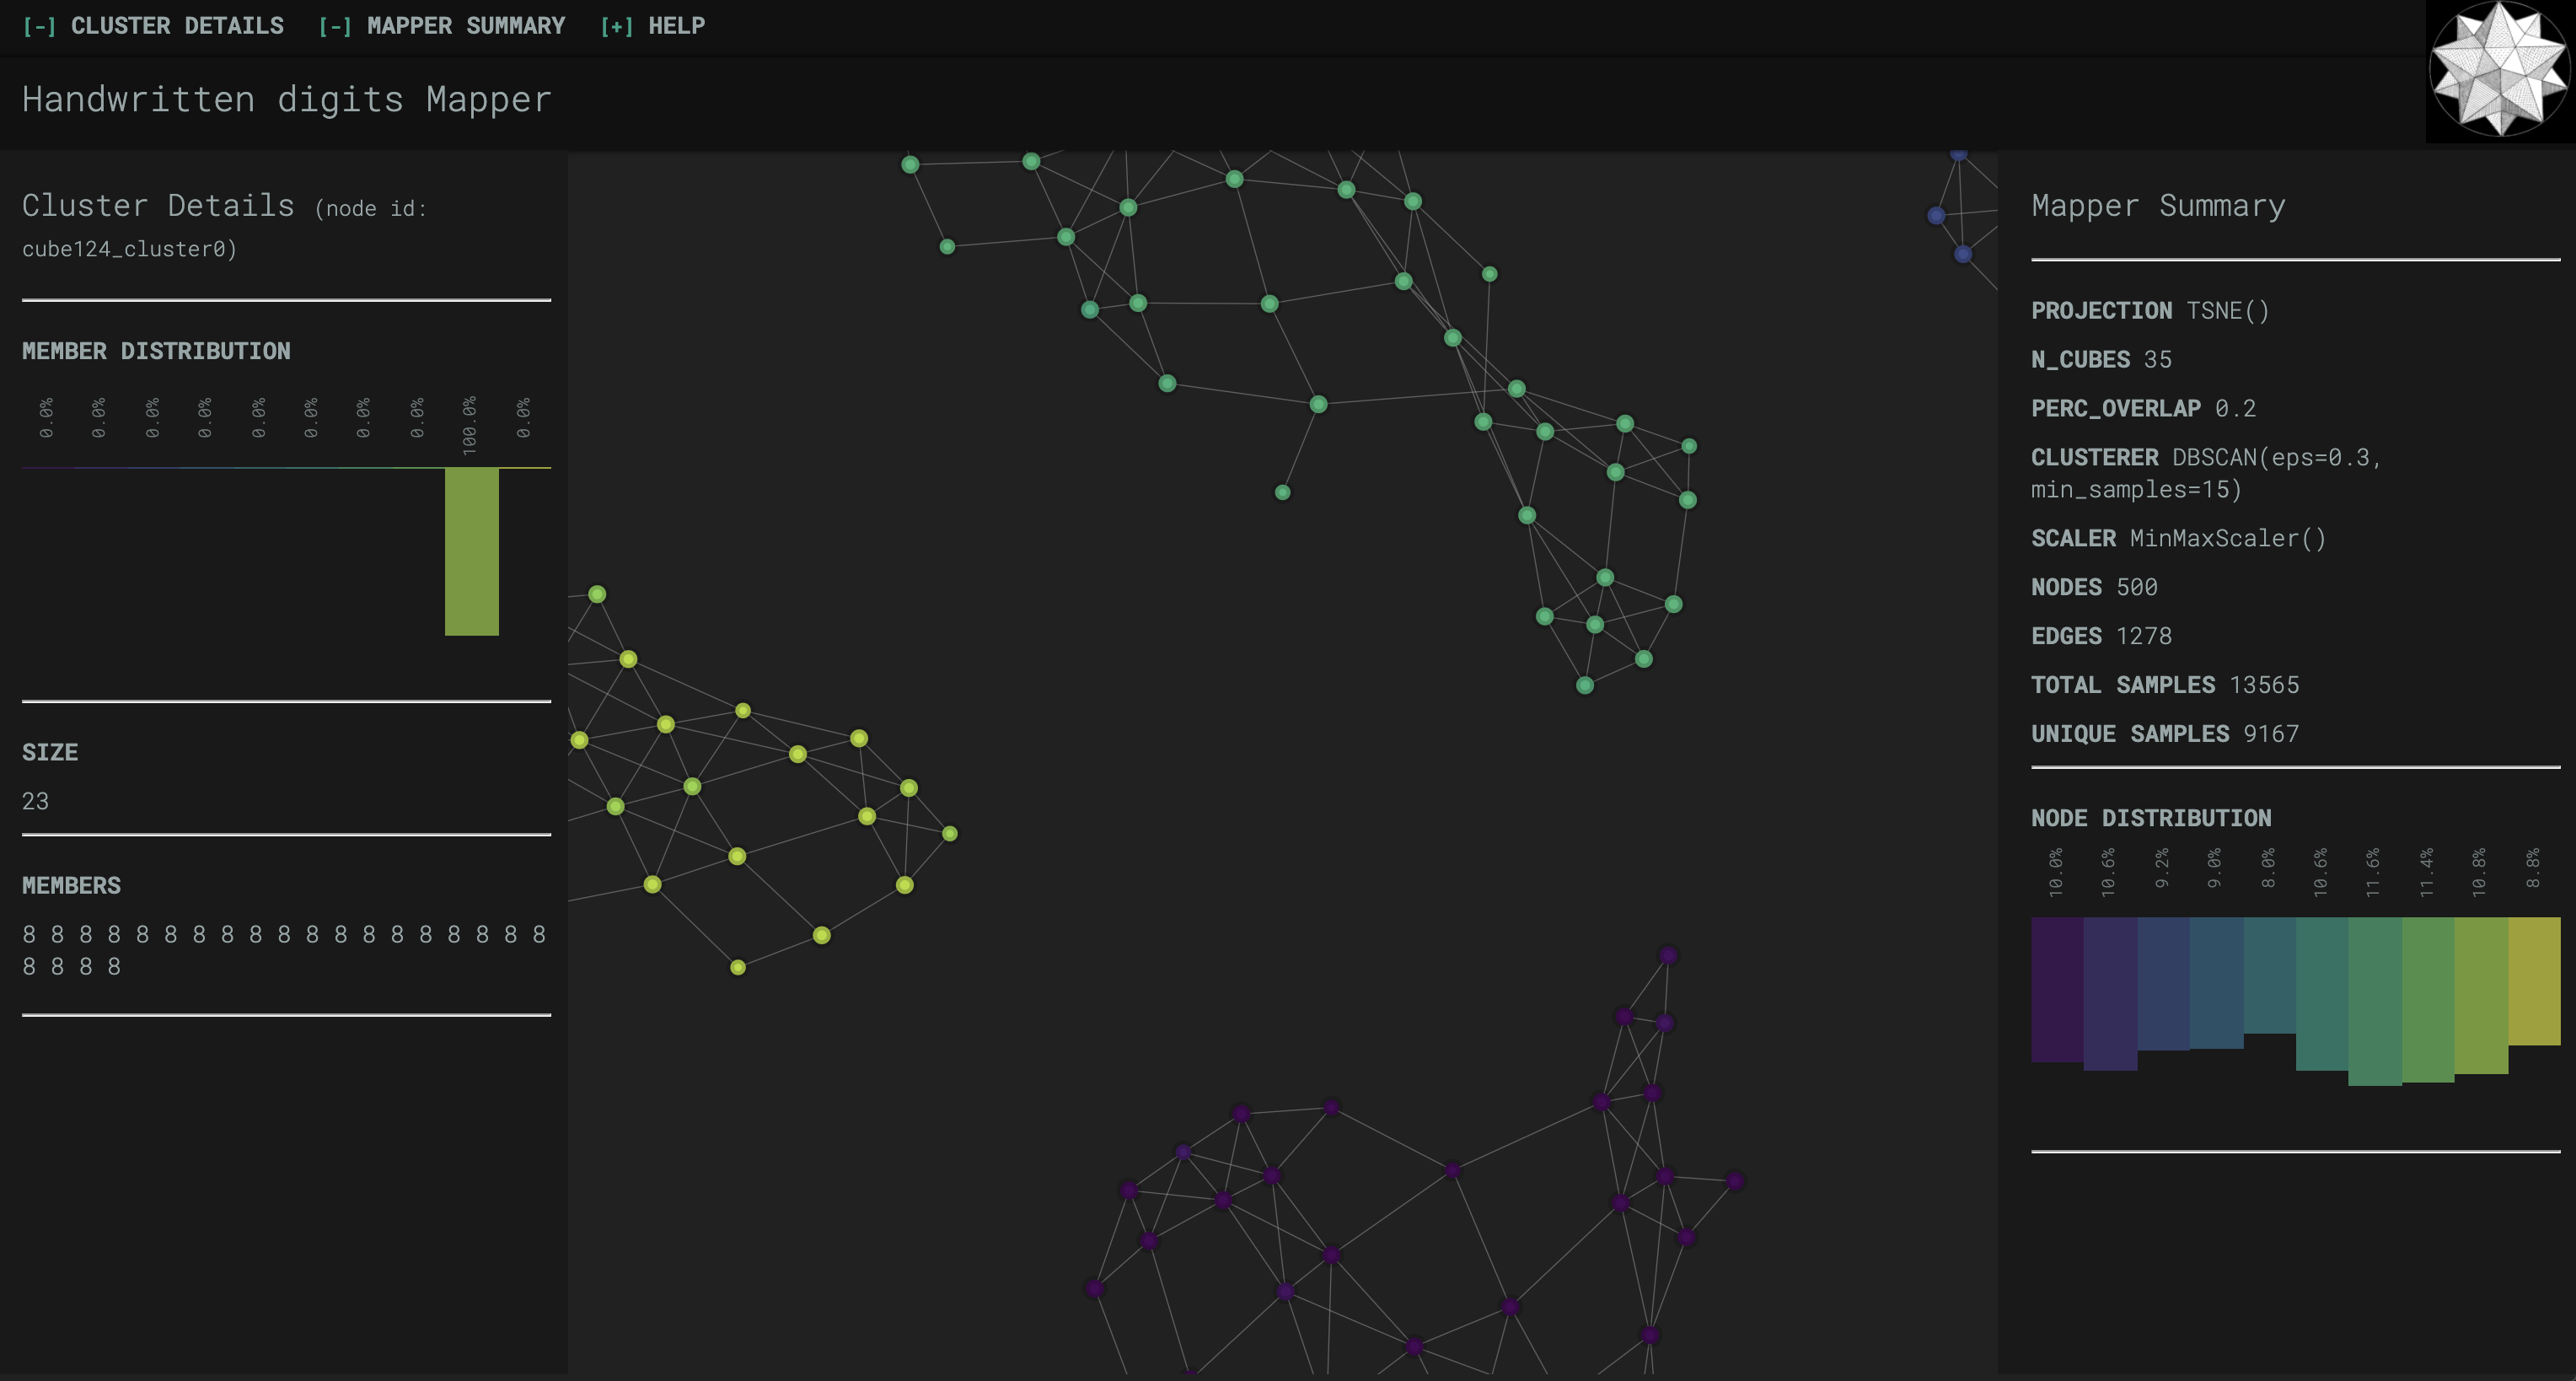 [-] CLUSTER DETAILS [-] MAPPER SUMMARY [+] HELP
Handwritten digits Mapper
Cluster Details (node id:
cube124_cluster0)
MEMBER DISTRIBUTION
0.0% 0.0% 0.0% 0.0% 0.0% 0.0% 0.0% 0.0% 100.0% 0.0%
SIZE
23
MEMBERS
8 8 8 8 8 8 8 8 8 8 8 8 8 8 8 8 8 8 8
8 8 8 8
Mapper Summary
PROJECTION TSNE()
N_CUBES 35
PERC_OVERLAP 0.2
CLUSTERER DBSCAN(eps=0.3,
min_samples=15)
SCALER MinMaxScaler()
NODES 500
EDGES 1278
TOTAL SAMPLES 13565
UNIQUE SAMPLES 9167
NODE DISTRIBUTION
10.0% 10.6% 9.2% 9.0% 8.0% 10.6% 11.6% 11.4% 10.8% 8.8%